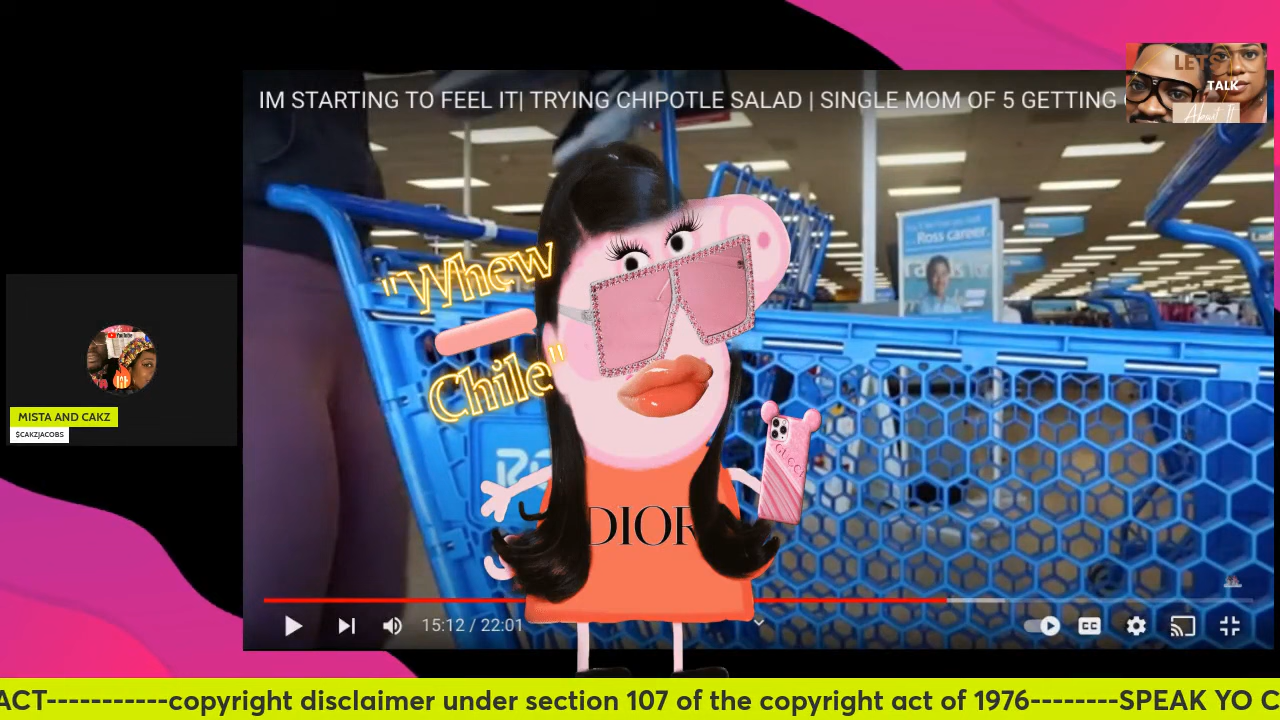 IM STARTING TO FEEL IT| TRYING CHIPOTLE SALAD | SINGLE MOM OF 5 GETTING
LETS
TALK
About It
Ross career.
"Whew
Chile"
MISTA AND CAKZ
$CAKZJACOBS
GUCCI
DIOR
15:12 / 22:01
CC
ACT-----------copyright disclaimer under section 107 of the copyright act of 1976--------SPEAK YO C